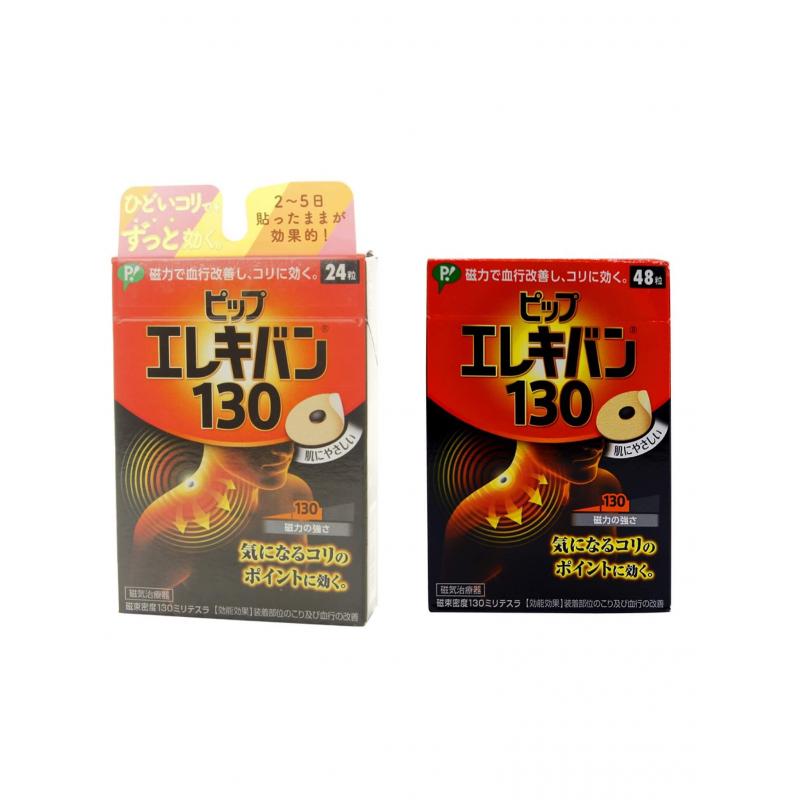 ひどいコリでも
ずっと効く。
2〜5日
貼ったままが
効果的!
P!
磁力で血行改善し、コリに効く。
24粒
ピップ
エレキバン®
130
肌にやさしい
130
磁力の強さ
気になるコリの
ポイントに効く。
磁気治療器
磁束密度130ミリテスラ 【効能効果】装着部位のこり及び血行の改善
P!
磁力で血行改善し、コリに効く。
48粒
ピップ
エレキバン®
130
肌にやさしい
130
磁力の強さ
気になるコリの
ポイントに効く。
磁気治療器
磁束密度130ミリテスラ 【効能効果】装着部位のこり及び血行の改善